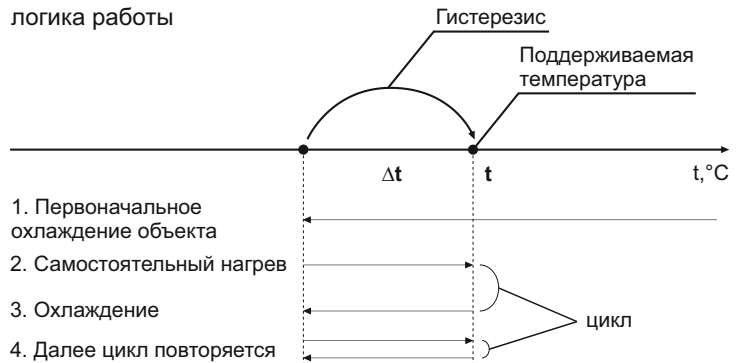 логика работы
Гистерезис
Поддерживаемая
температура
Δt
t
t,°C
1. Первоначальное
охлаждение объекта
2. Самостоятельный нагрев
3. Охлаждение
цикл
4. Далее цикл повторяется